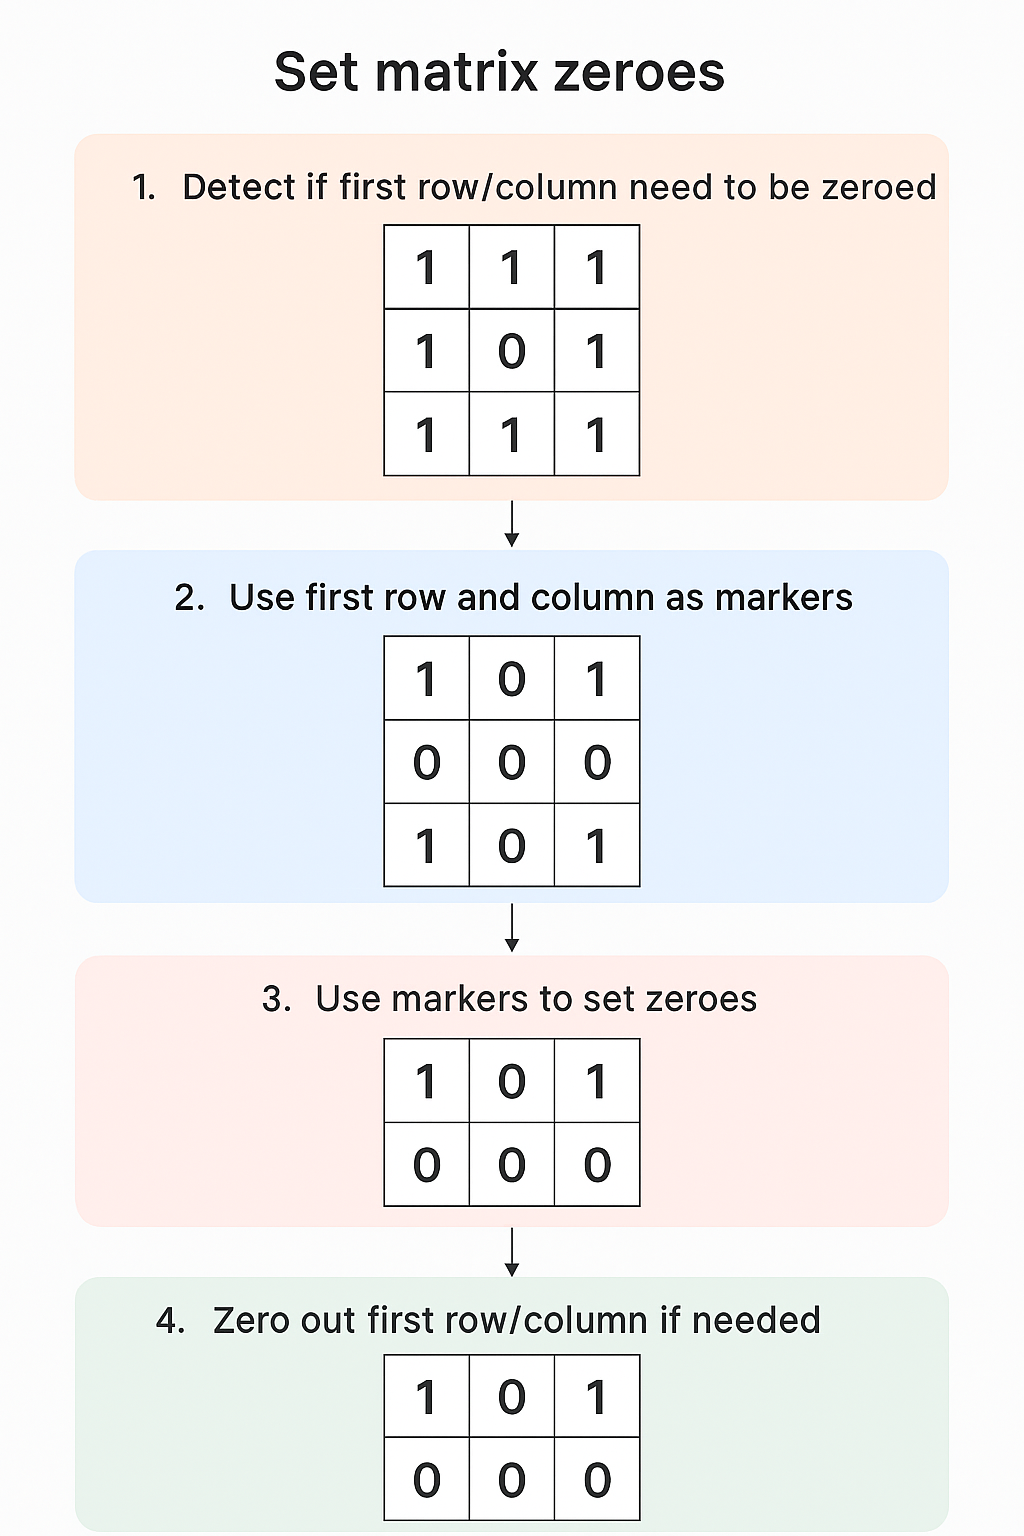 Set matrix zeroes
1. Detect if first row/column need to be zeroed
1 1 1
1 0 1
1 1 1
2. Use first row and column as markers
1 0 1
0 0 0
1 0 1
3. Use markers to set zeroes
1 0 1
0 0 0
4. Zero out first row/column if needed
1 0 1
0 0 0